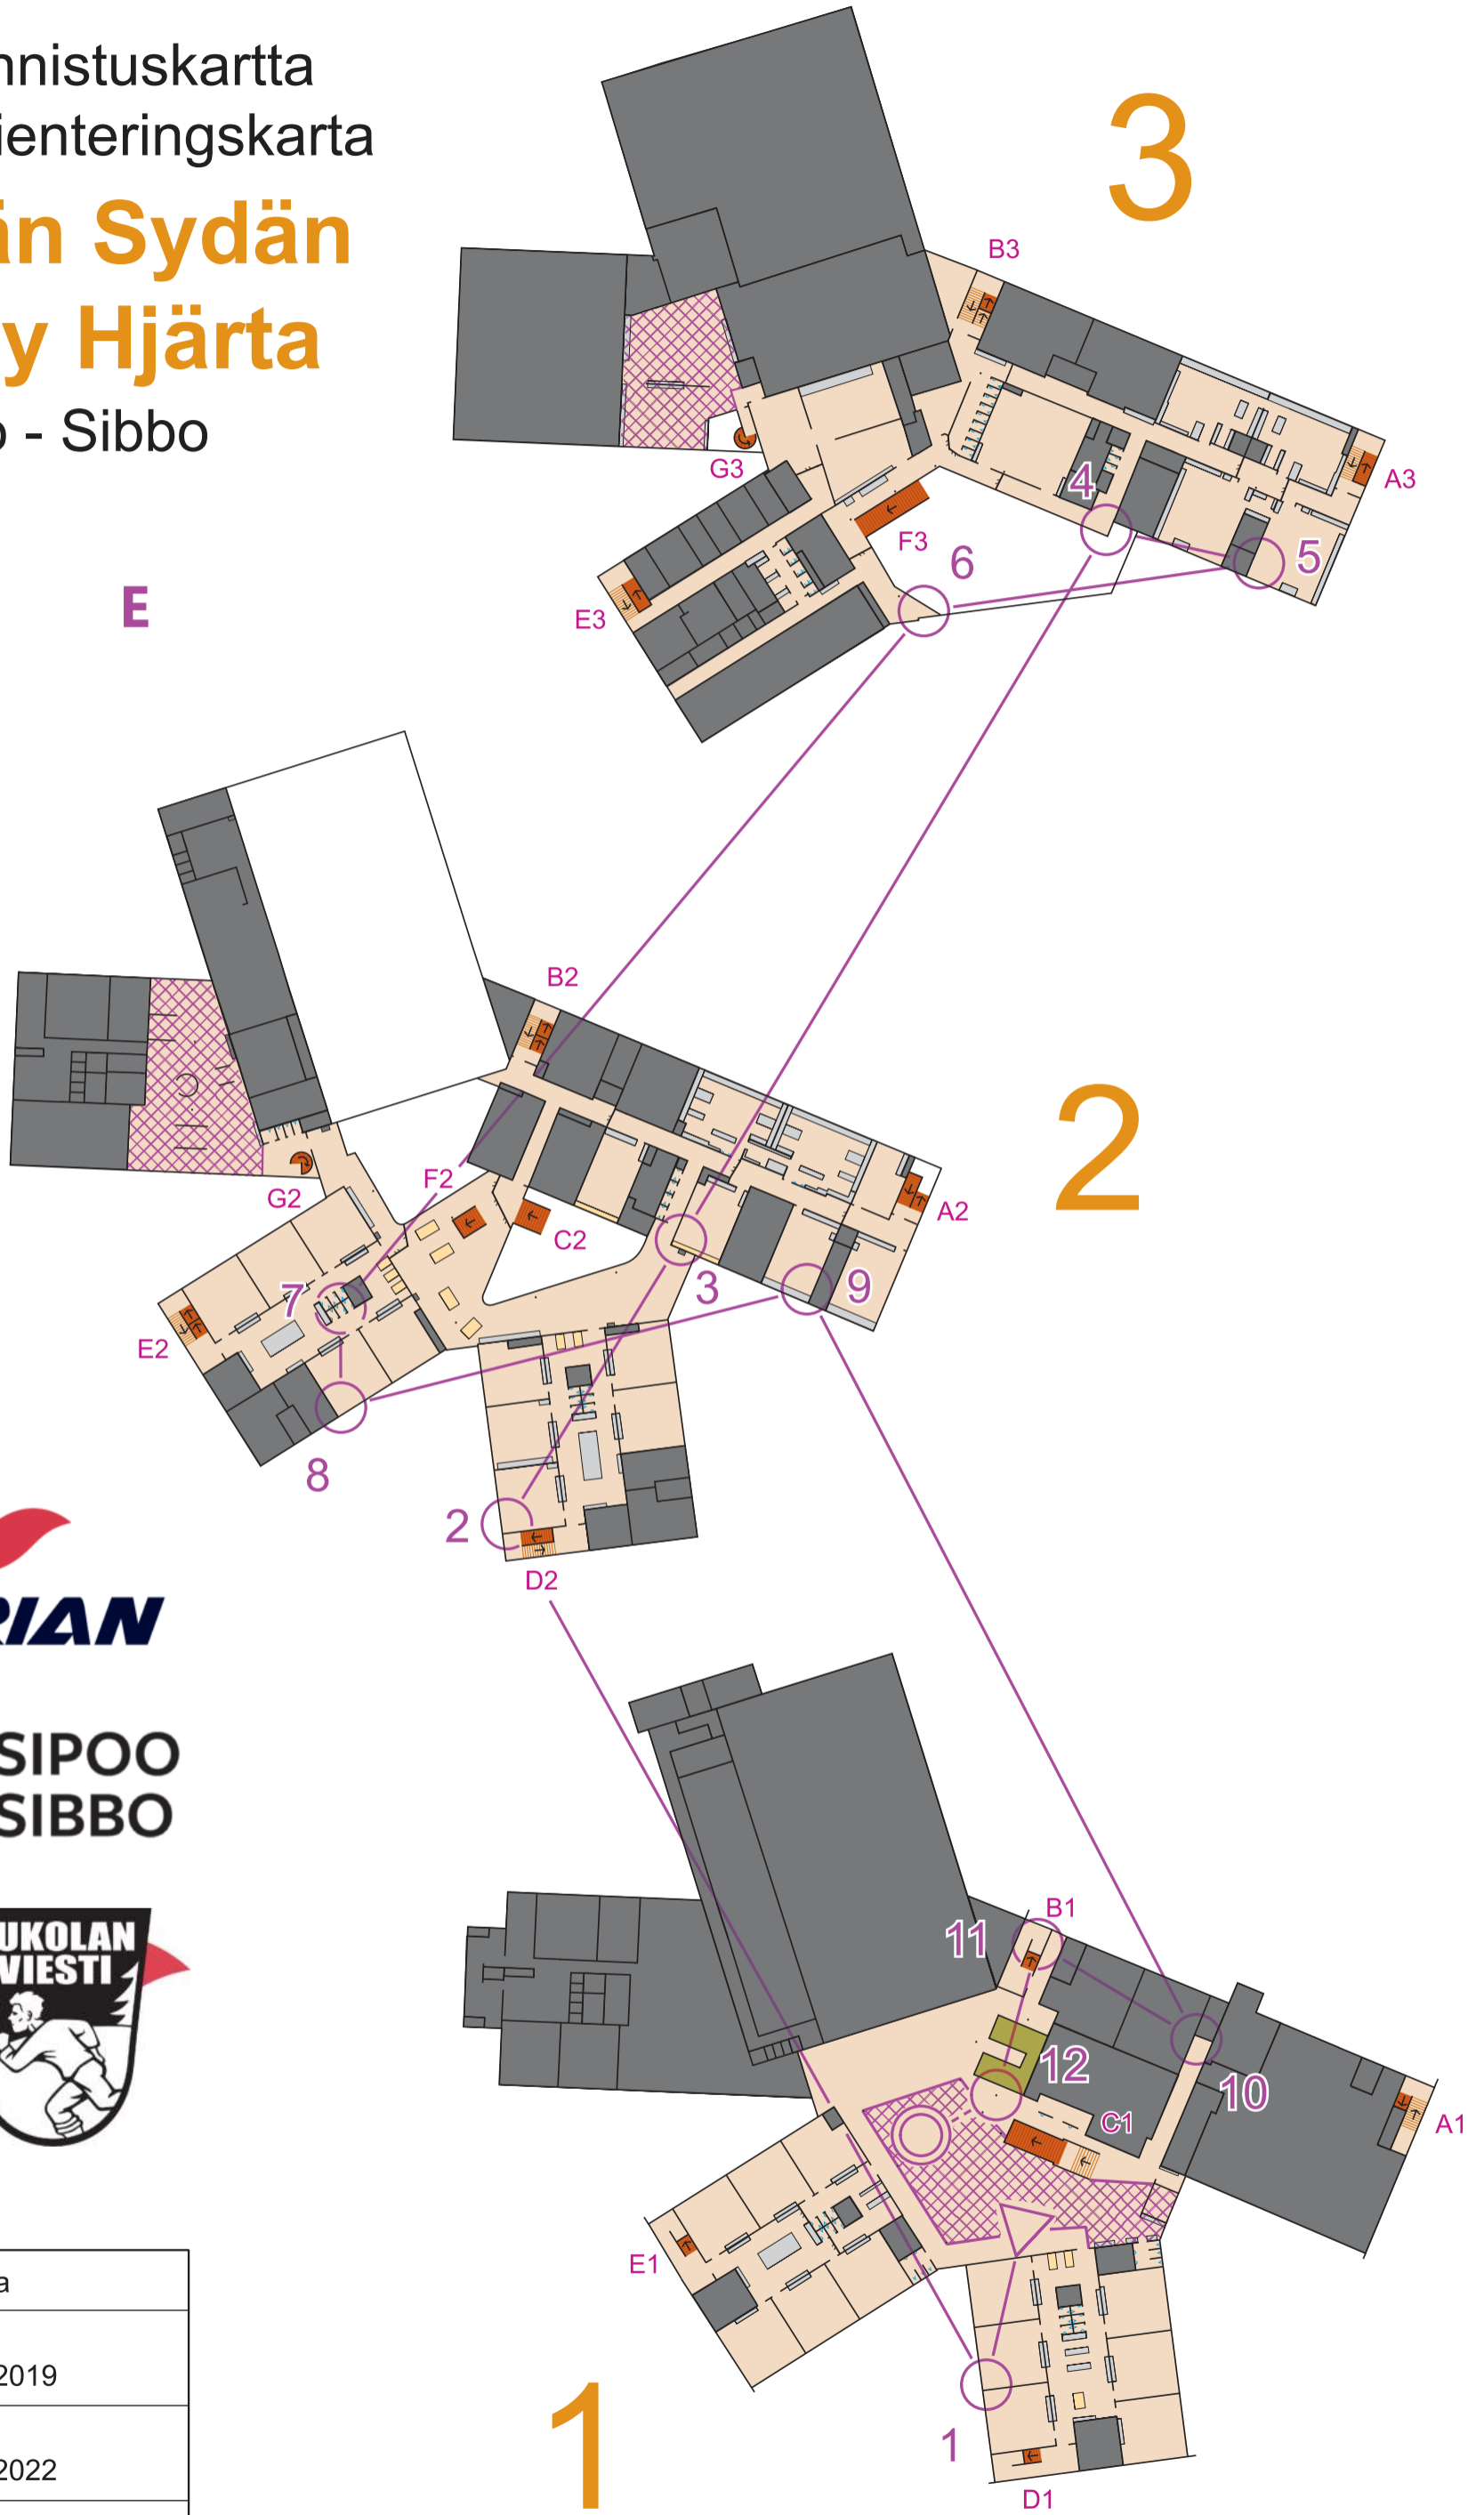 nnistuskartta
ienteringskarta
än Sydän
y Hjärta
o - Sibbo
E
3
B3
A3
G3
F3
E3
4
5
6
2
B2
A2
F2
C2
G2
E2
D2
7
3
9
8
2
RIAN
SIPOO
SIBBO
UKOLAN
VIESTI
1
B1
11
12
10
C1
A1
E1
1
D1
a
2019
2022